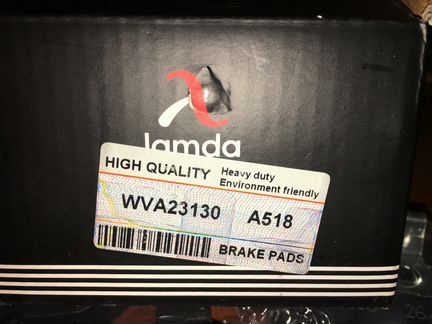 lamda
HIGH QUALITY Heavy duty
Environment friendly
WVA23130 A518
BRAKE PADS